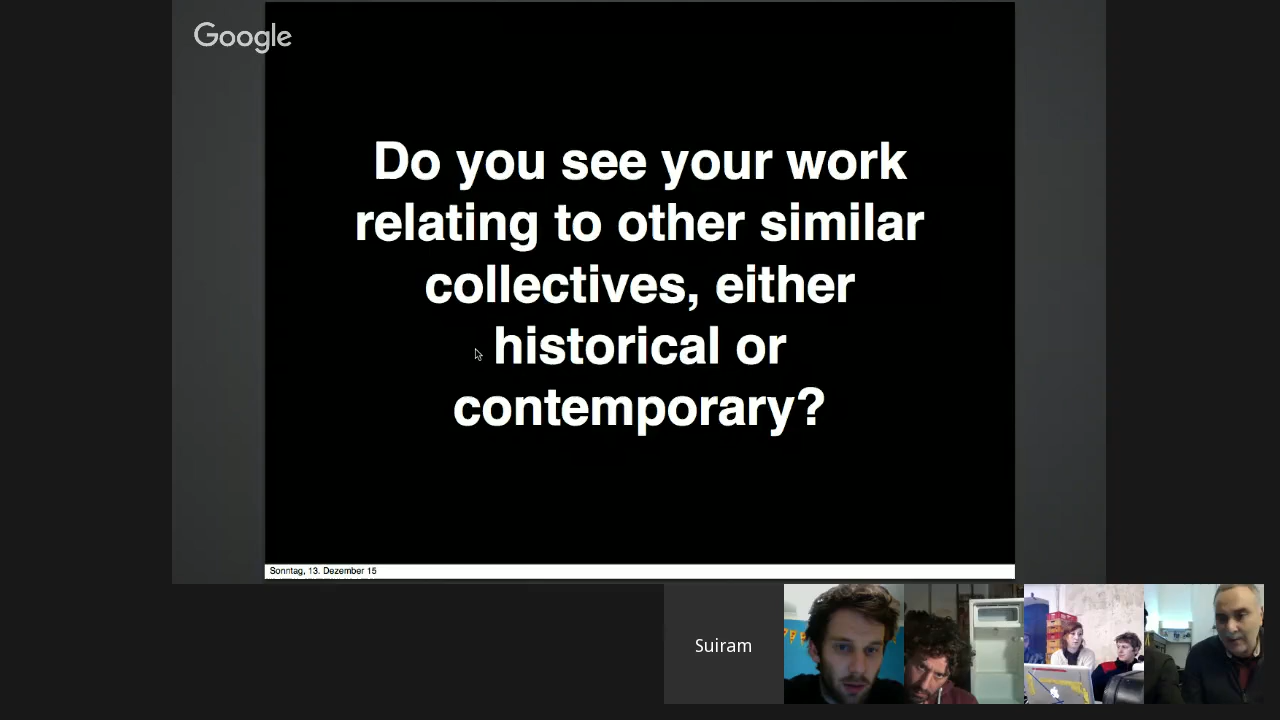 Google
Do you see your work
relating to other similar
collectives, either
historical or
contemporary?
Sonntag, 13. Dezember 15
Suiram